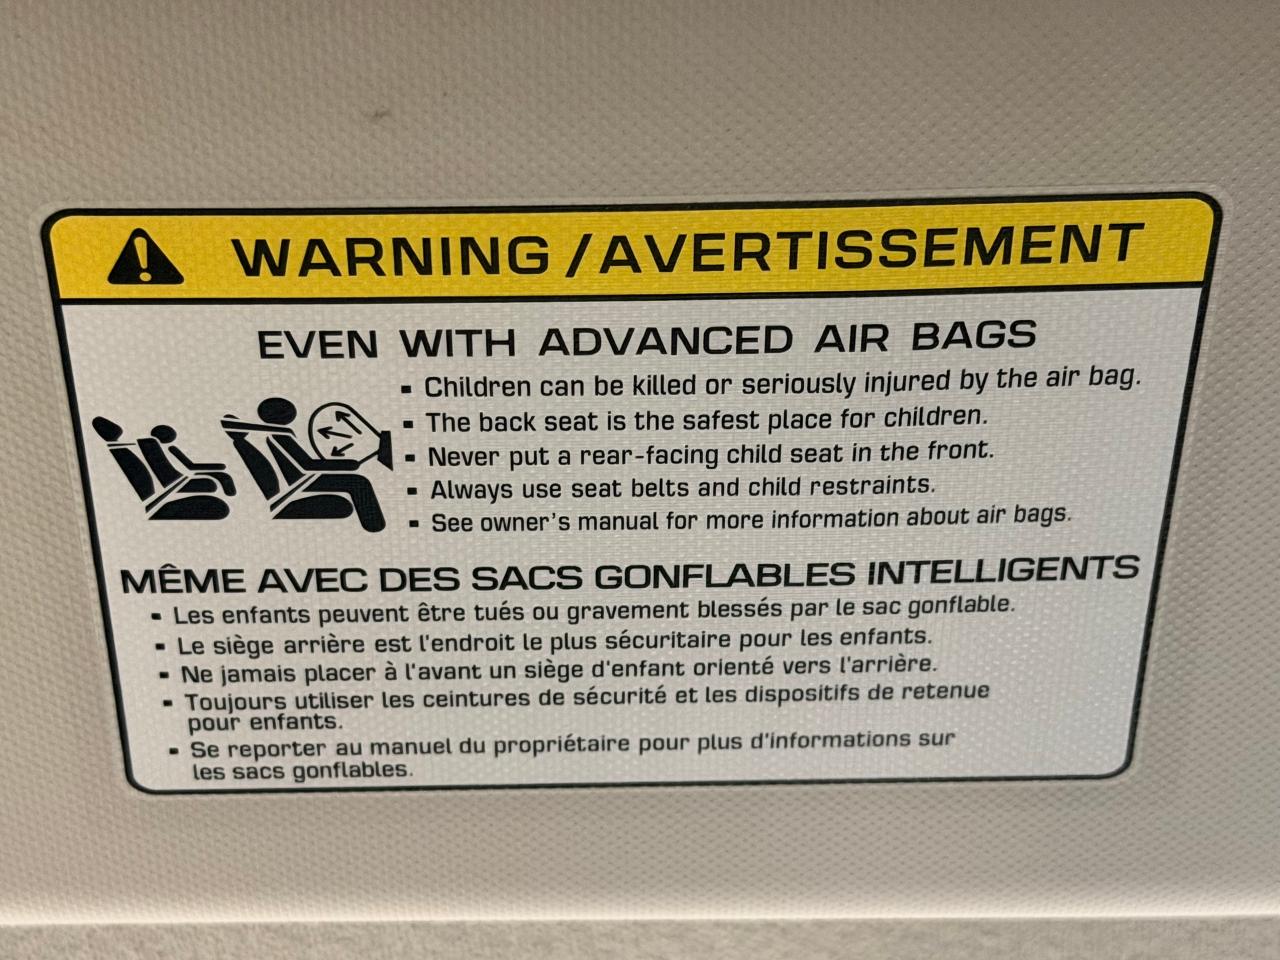 WARNING / AVERTISSEMENT
EVEN WITH ADVANCED AIR BAGS
▪ Children can be killed or seriously injured by the air bag.
▪ The back seat is the safest place for children.
▪ Never put a rear-facing child seat in the front.
▪ Always use seat belts and child restraints.
▪ See owner's manual for more information about air bags.
MÊME AVEC DES SACS GONFLABLES INTELLIGENTS
▪ Les enfants peuvent être tués ou gravement blessés par le sac gonflable.
▪ Le siège arrière est l'endroit le plus sécuritaire pour les enfants.
▪ Ne jamais placer à l'avant un siège d'enfant orienté vers l'arrière.
▪ Toujours utiliser les ceintures de sécurité et les dispositifs de retenue
pour enfants.
▪ Se reporter au manuel du propriétaire pour plus d'informations sur
les sacs gonflables.